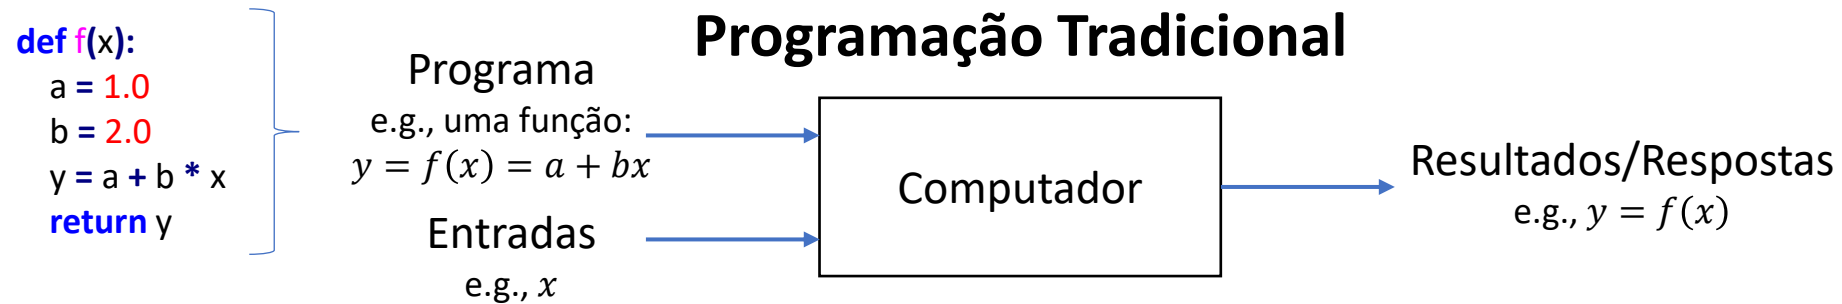 Programação Tradicional
def f(x):
a = 1.0
b = 2.0
y = a + b * x
return y
Programa
e.g., uma função:
y = f(x) = a + bx
Entradas
e.g., x
Computador
Resultados/Respostas
e.g., y = f(x)